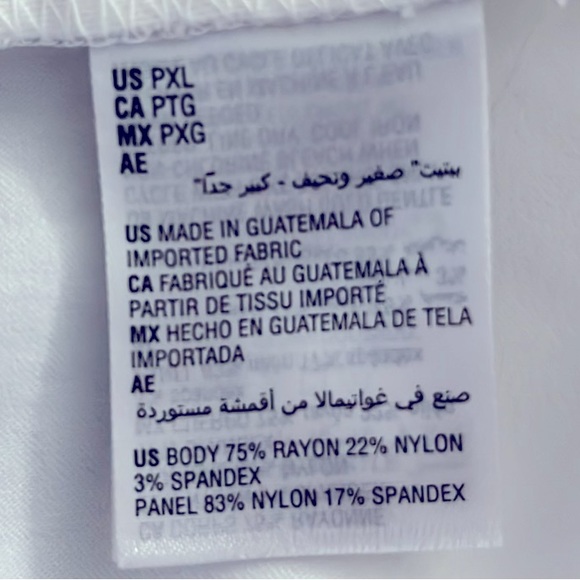 US PXL
CA PTG
MX PXG
AE
بيتيت" صغير ونحيف - كبير جدًا"
US MADE IN GUATEMALA OF
IMPORTED FABRIC
CA FABRIQUÉ AU GUATEMALA À
PARTIR DE TISSU IMPORTÉ
MX HECHO EN GUATEMALA DE TELA
IMPORTADA
AE
صنع في غواتيمالا من أقمشة مستوردة
US BODY 75% RAYON 22% NYLON
3% SPANDEX
PANEL 83% NYLON 17% SPANDEX